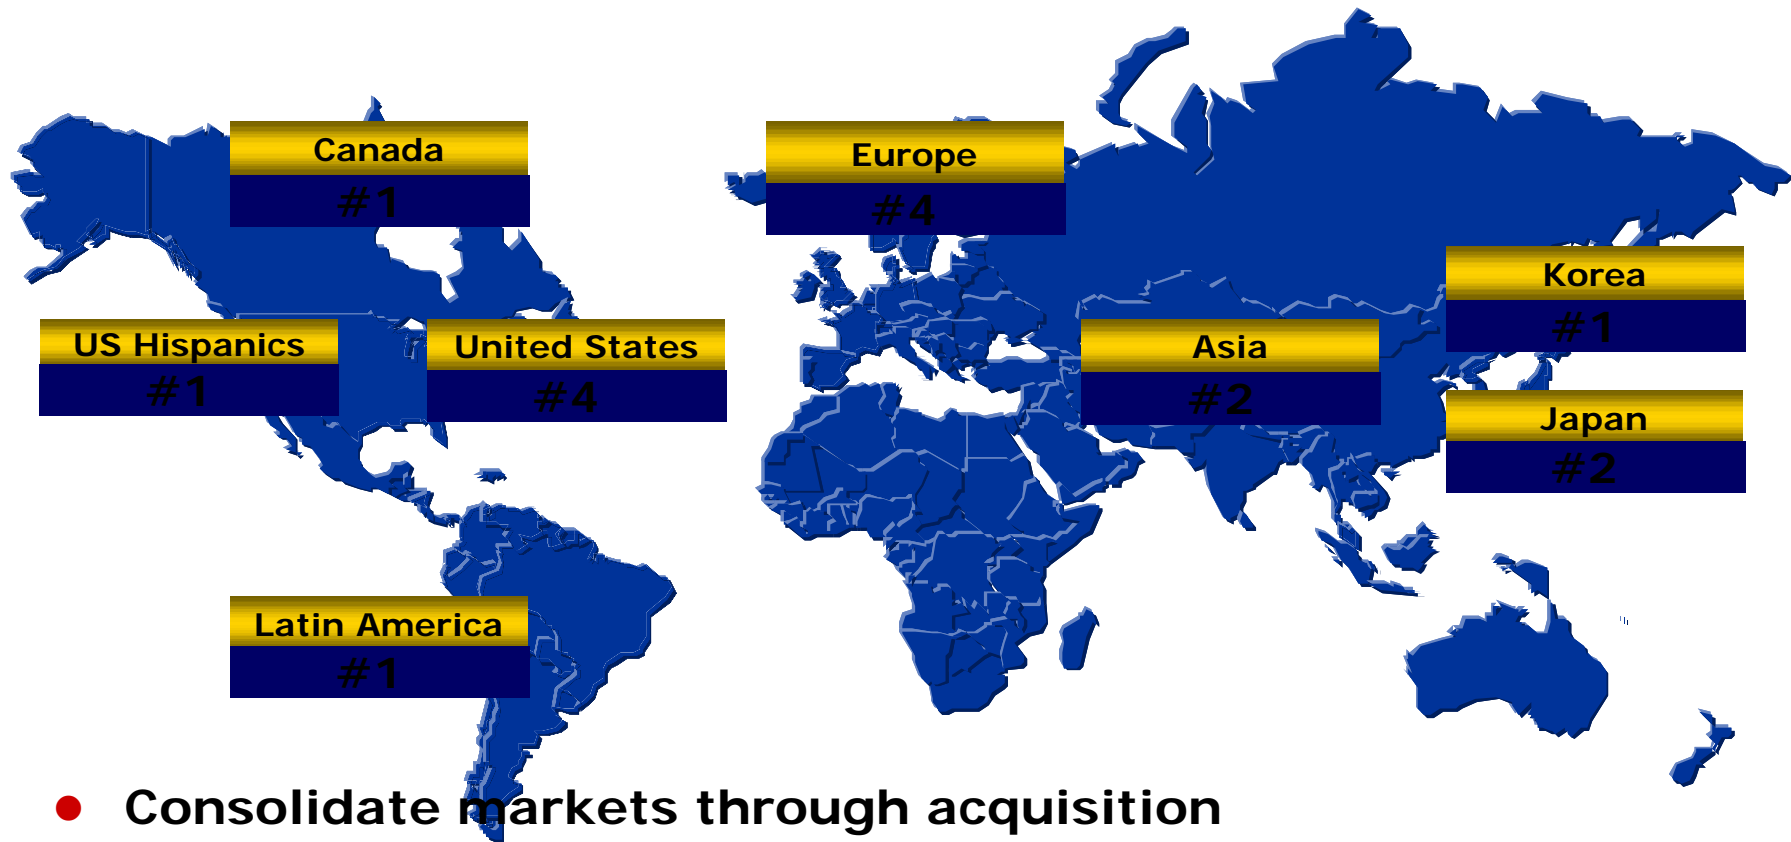 Canada
#1
Europe
#4
Korea
#1
US Hispanics
#1
United States
#4
Asia
#2
Japan
#2
Latin America
#1
● Consolidate markets through acquisition